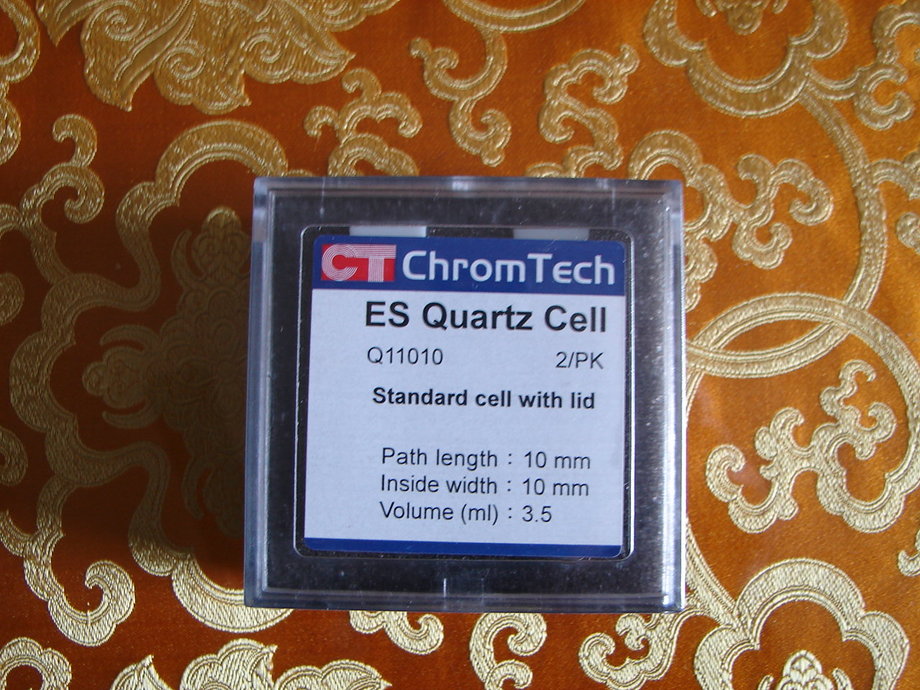 CT ChromTech
ES Quartz Cell
Q11010 2/PK
Standard cell with lid
Path length：10 mm
Inside width：10 mm
Volume (ml)：3.5